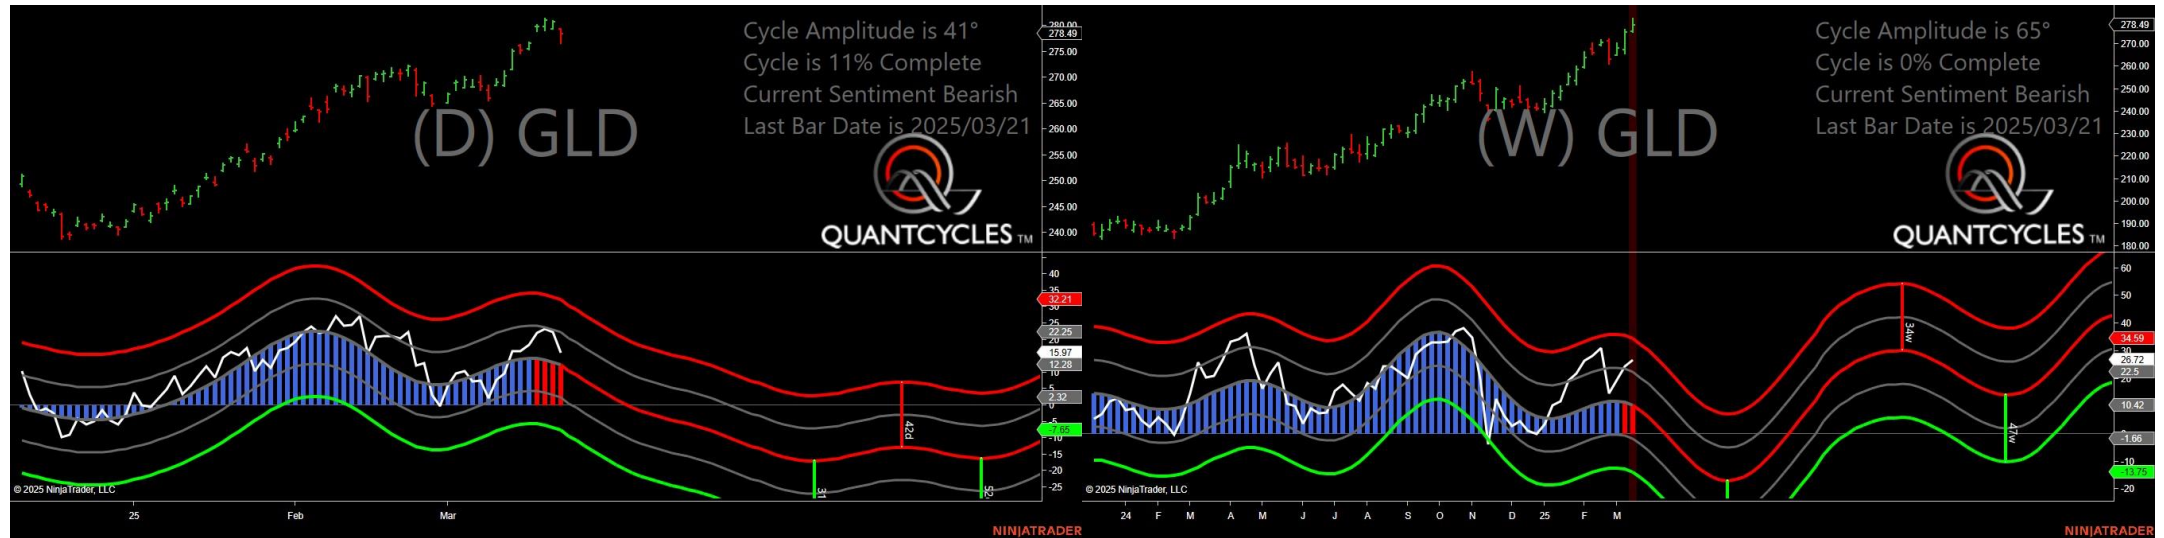 Cycle Amplitude is 41°
Cycle is 11% Complete
Current Sentiment Bearish
Last Bar Date is 2025/03/21
(D) GLD
QUANTCYCLES TM
280.00
278.49
275.00
270.00
265.00
260.00
255.00
250.00
245.00
240.00
40
35
32.21
30
25
22.25
20
15.97
12.28
10
5
2.32
0
-5
-7.65
-10
-15
-20
-25
42d
31
52
© 2025 NinjaTrader, LLC
25 Feb Mar
NINJATRADER
Cycle Amplitude is 65°
Cycle is 0% Complete
Current Sentiment Bearish
Last Bar Date is 2025/03/21
(W) GLD
QUANTCYCLES TM
278.49
270.00
260.00
250.00
240.00
230.00
220.00
210.00
200.00
190.00
180.00
60
50
40
34.59
30
26.72
22.5
20
10.42
-1.66
-10
-13.75
-20
34w
47w
© 2025 NinjaTrader, LLC
24 F M A M J J A S O N D 25 F M
NINJATRADER